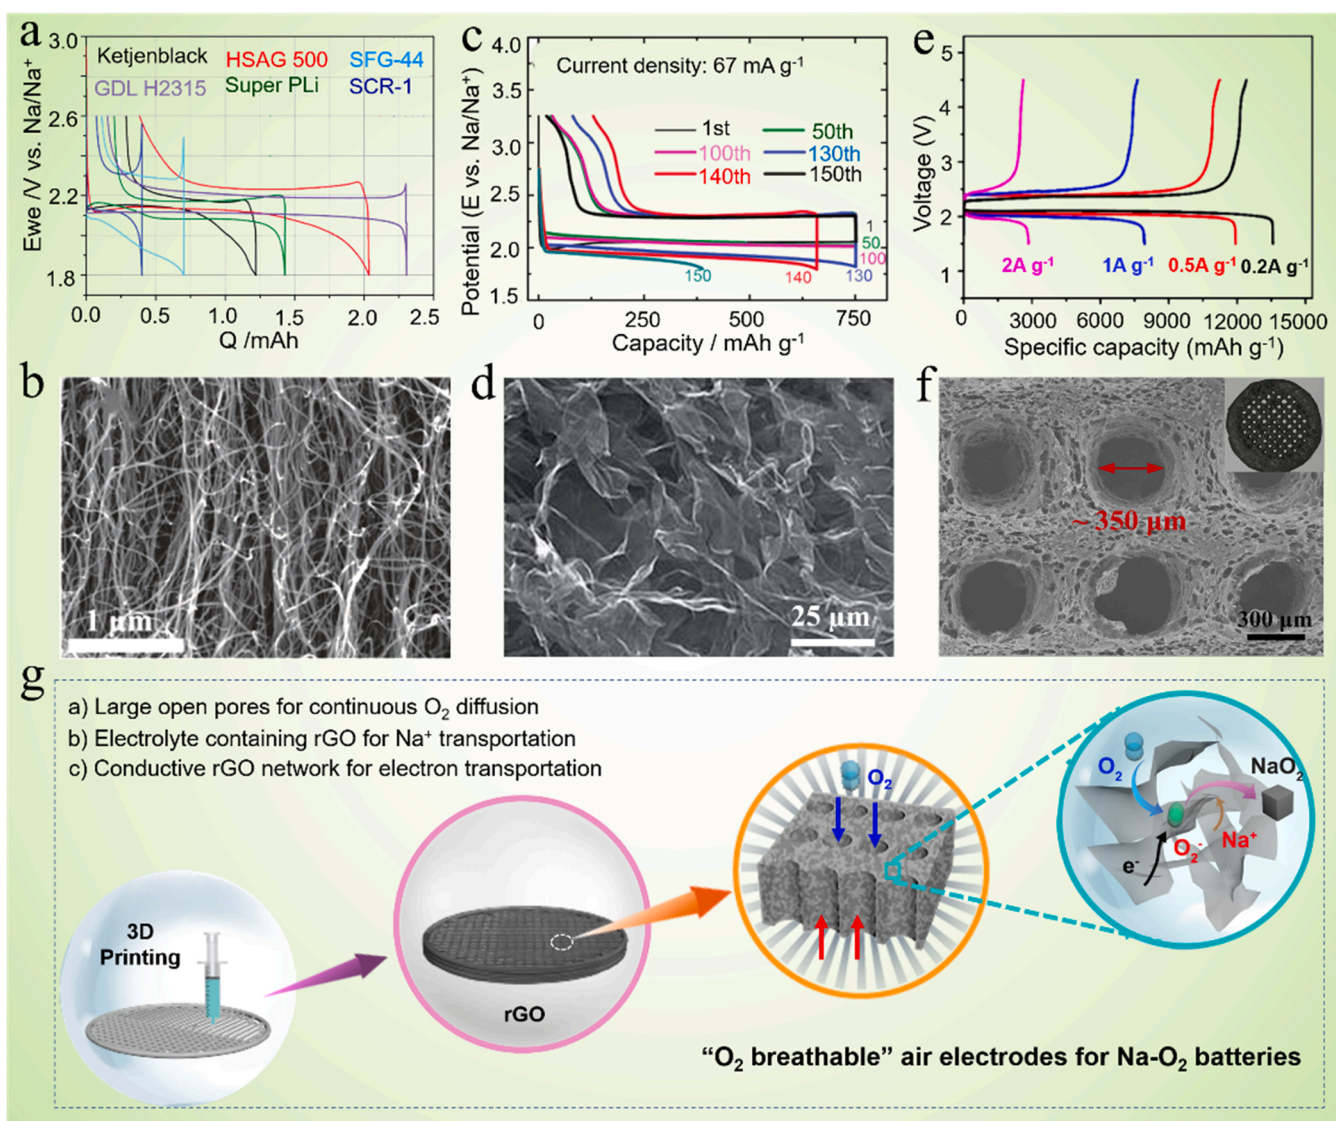 a
3.0
2.6
2.2
1.8
Ewe /V vs. Na/Na⁺
Ketjenblack HSAG 500 SFG-44
GDL H2315 Super PLi SCR-1
0.0 0.5 1.0 1.5 2.0 2.5
Q /mAh
c
4.0
3.5
3.0
2.5
2.0
1.5
Potential (E vs. Na/Na⁺)
Current density: 67 mA g⁻¹
1st 50th
100th 130th
140th 150th
1
50
100
150 140 130
0 250 500 750
Capacity / mAh g⁻¹
e
5
4
3
2
1
Voltage (V)
2A g⁻¹ 1A g⁻¹ 0.5A g⁻¹ 0.2A g⁻¹
0 3000 6000 9000 12000 15000
Specific capacity (mAh g⁻¹)
b
1 µm
d
25 µm
f
~ 350 µm
300 µm
g
a) Large open pores for continuous O₂ diffusion
b) Electrolyte containing rGO for Na⁺ transportation
c) Conductive rGO network for electron transportation
3D
Printing
rGO
O₂
O₂ NaO₂
O₂⁻ Na⁺
e⁻
“O₂ breathable” air electrodes for Na-O₂ batteries